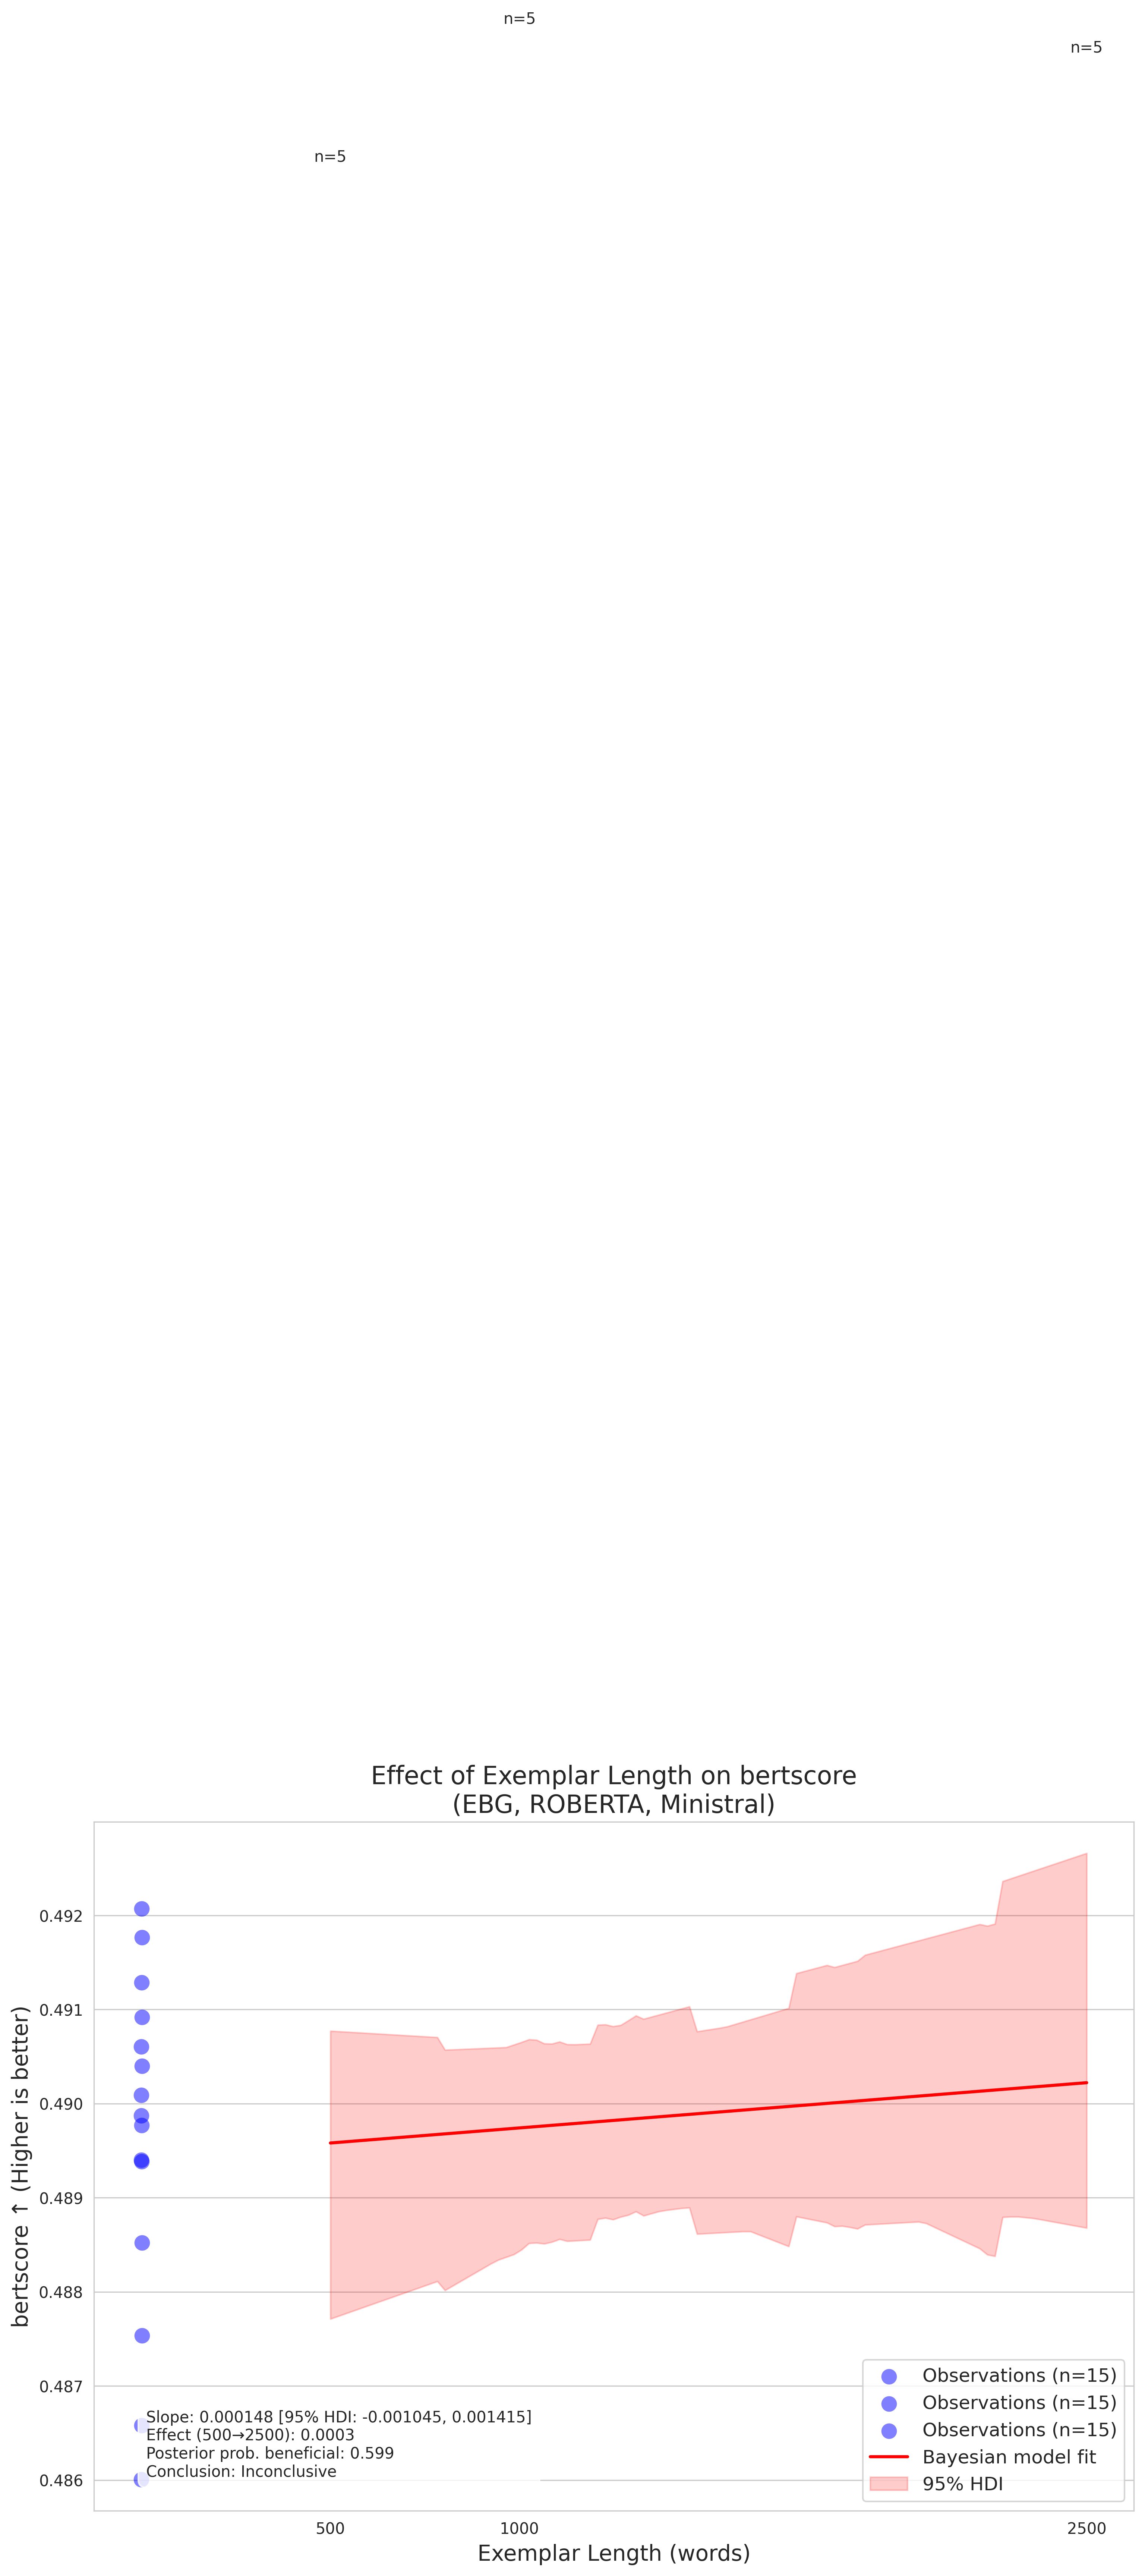 n=5
n=5
n=5
Effect of Exemplar Length on bertscore
(EBG, ROBERTA, Ministral)
bertscore ↑ (Higher is better)
0.492
0.491
0.490
0.489
0.488
0.487
0.486
Slope: 0.000148 [95% HDI: -0.001045, 0.001415]
Effect (500→2500): 0.0003
Posterior prob. beneficial: 0.599
Conclusion: Inconclusive
Observations (n=15)
Observations (n=15)
Observations (n=15)
Bayesian model fit
95% HDI
500
1000
2500
Exemplar Length (words)